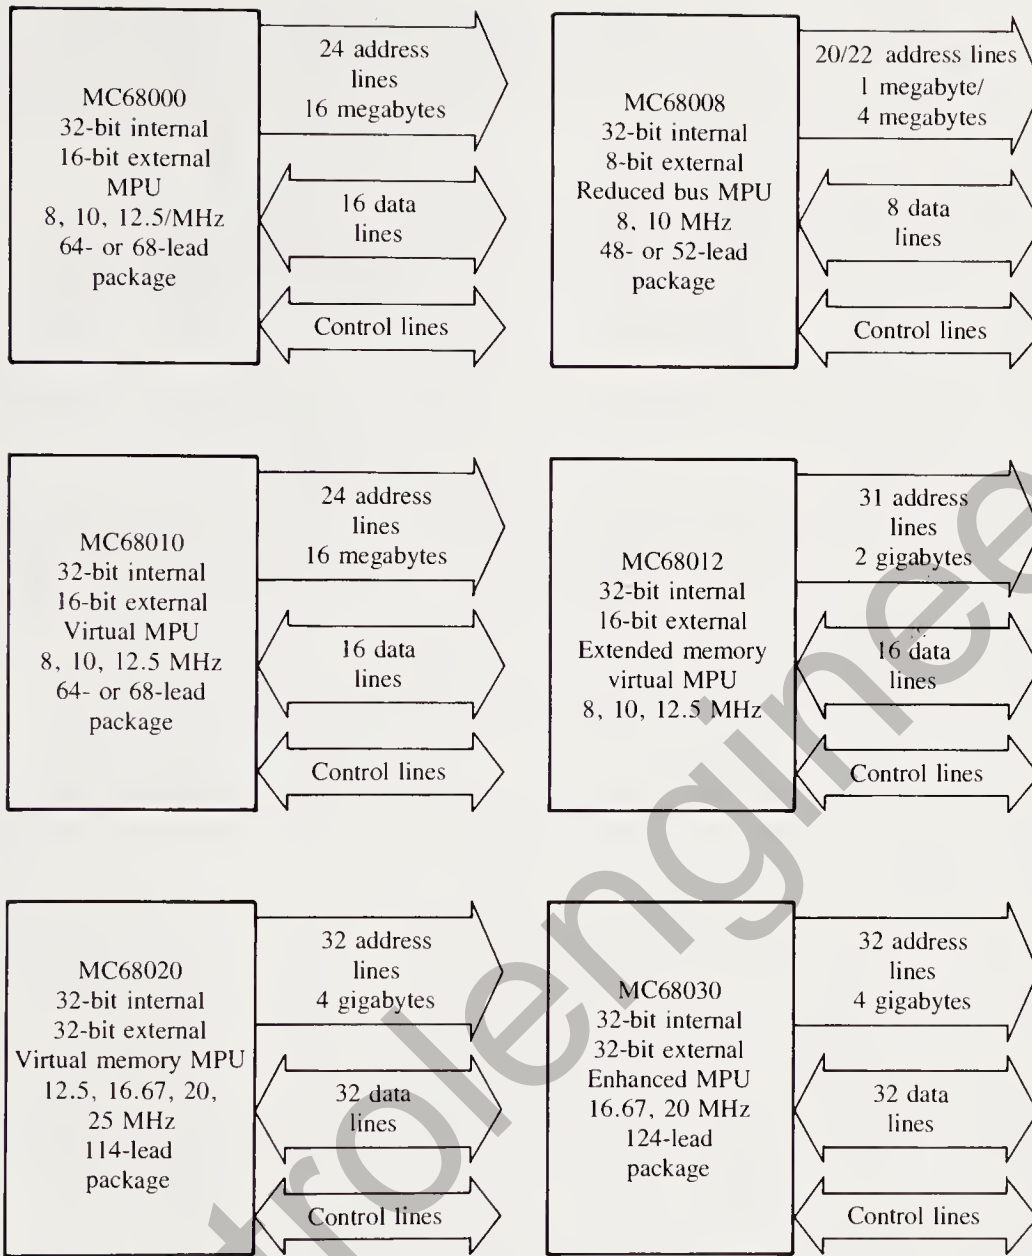 MC68000
32-bit internal
16-bit external
MPU
8, 10, 12.5/MHz
64- or 68-lead
package
24 address
lines
16 megabytes
16 data
lines
Control lines
MC68008
32-bit internal
8-bit external
Reduced bus MPU
8, 10 MHz
48- or 52-lead
package
20/22 address lines
1 megabyte/
4 megabytes
8 data
lines
Control lines
MC68010
32-bit internal
16-bit external
Virtual MPU
8, 10, 12.5 MHz
64- or 68-lead
package
24 address
lines
16 megabytes
16 data
lines
Control lines
MC68012
32-bit internal
16-bit external
Extended memory
virtual MPU
8, 10, 12.5 MHz
31 address
lines
2 gigabytes
16 data
lines
Control lines
MC68020
32-bit internal
32-bit external
Virtual memory MPU
12.5, 16.67, 20,
25 MHz
114-lead
package
32 address
lines
4 gigabytes
32 data
lines
Control lines
MC68030
32-bit internal
32-bit external
Enhanced MPU
16.67, 20 MHz
124-lead
package
32 address
lines
4 gigabytes
32 data
lines
Control lines
trolenginee